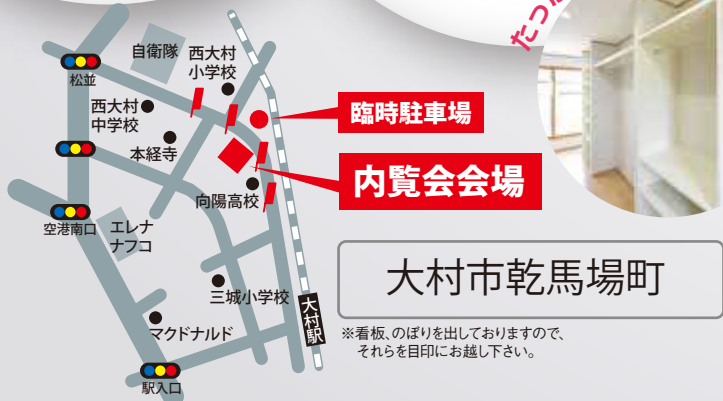 たっ
自衛隊
西大村
小学校
松並
西大村
中学校
本経寺
臨時駐車場
内覧会会場
向陽高校
空港南口
エレナ
ナフコ
大村市乾馬場町
三城小学校
大村駅
マクドナルド
※看板、のぼりを出しておりますので、
それらを目印にお越し下さい。
駅入口